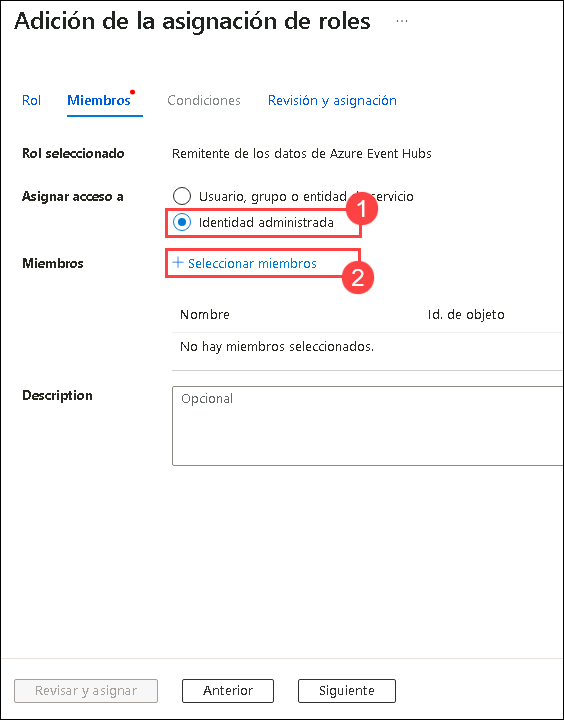 Adición de la asignación de roles ...
Rol Miembros Condiciones Revisión y asignación
Rol seleccionado Remitente de los datos de Azure Event Hubs
Asignar acceso a Usuario, grupo o entidad de servicio
1
Identidad administrada
Miembros + Seleccionar miembros
2
Nombre Id. de objeto
No hay miembros seleccionados.
Description Opcional
Revisar y asignar Anterior Siguiente